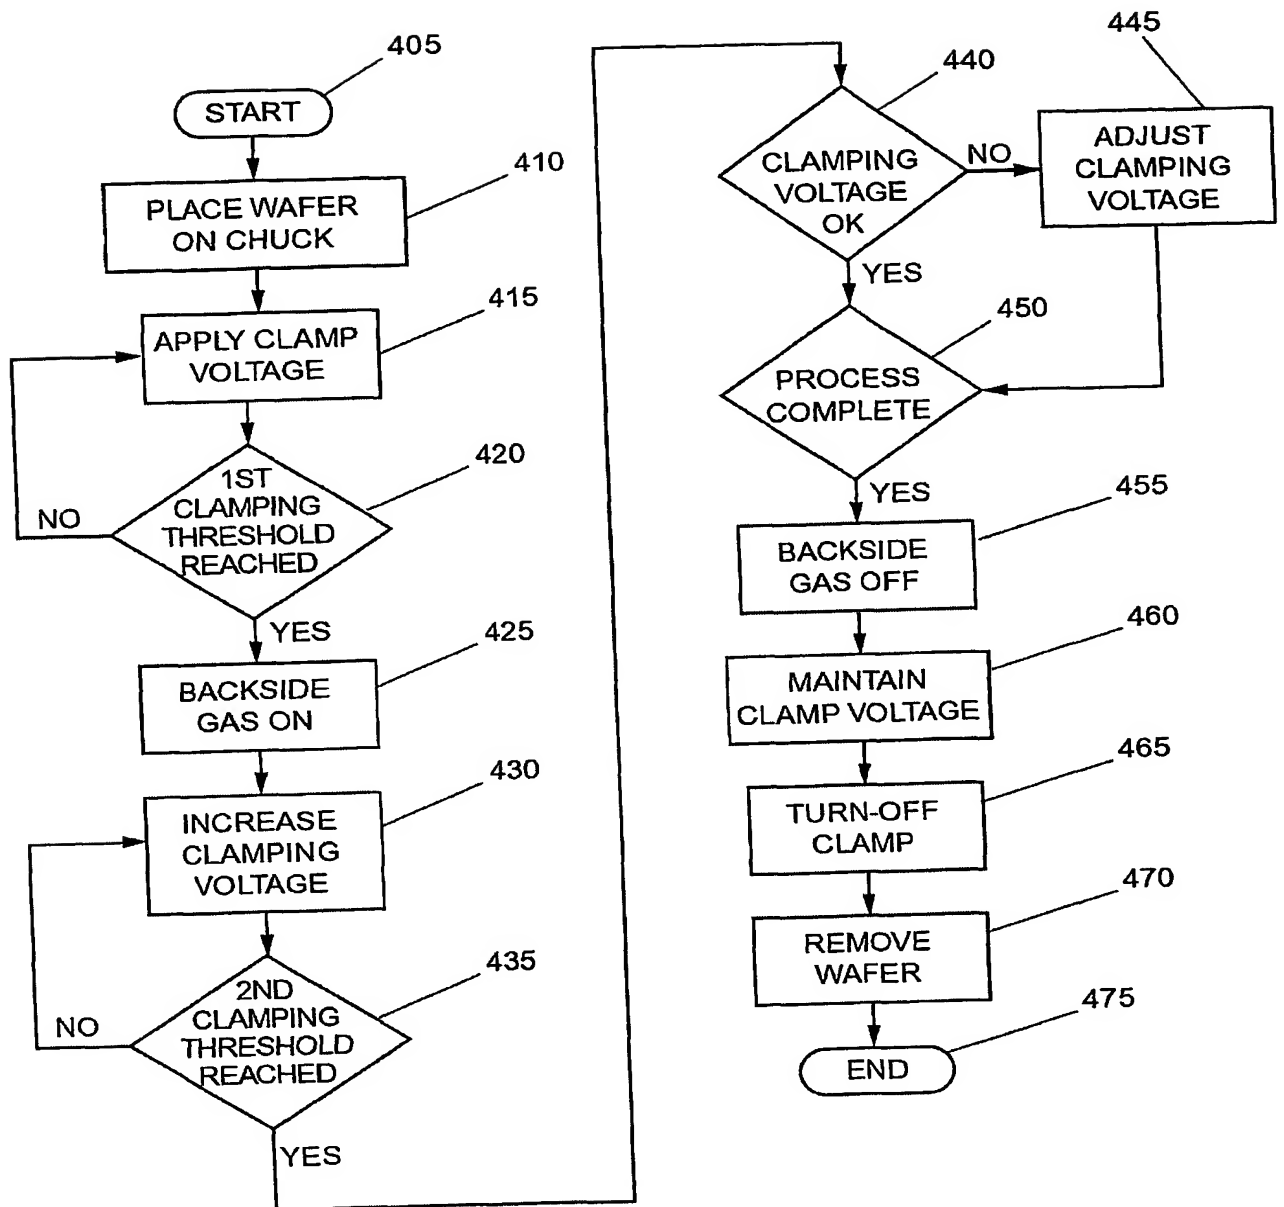 405
START
410
PLACE WAFER
ON CHUCK
415
APPLY CLAMP
VOLTAGE
420
1ST
CLAMPING
THRESHOLD
REACHED
NO
YES
425
BACKSIDE
GAS ON
430
INCREASE
CLAMPING
VOLTAGE
435
2ND
CLAMPING
THRESHOLD
REACHED
NO
YES
440
CLAMPING
VOLTAGE
OK
NO
445
ADJUST
CLAMPING
VOLTAGE
YES
450
PROCESS
COMPLETE
YES
455
BACKSIDE
GAS OFF
460
MAINTAIN
CLAMP VOLTAGE
465
TURN-OFF
CLAMP
470
REMOVE
WAFER
475
END